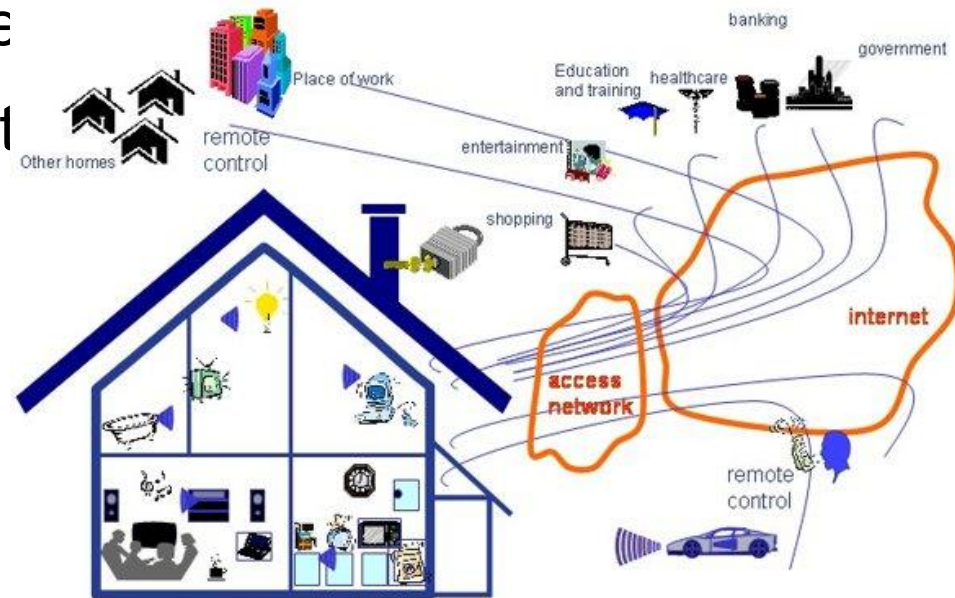 banking
government
Education
and training
healthcare
Place of work
remote
control
Other homes
entertainment
shopping
internet
access
network
remote
control